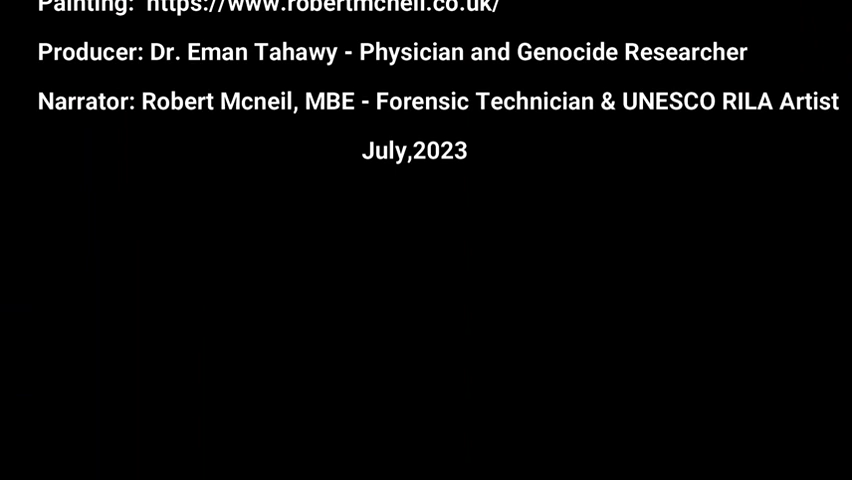 Painting: https://www.robertmcneil.co.uk/
Producer: Dr. Eman Tahawy - Physician and Genocide Researcher
Narrator: Robert Mcneil, MBE - Forensic Technician & UNESCO RILA Artist
July,2023